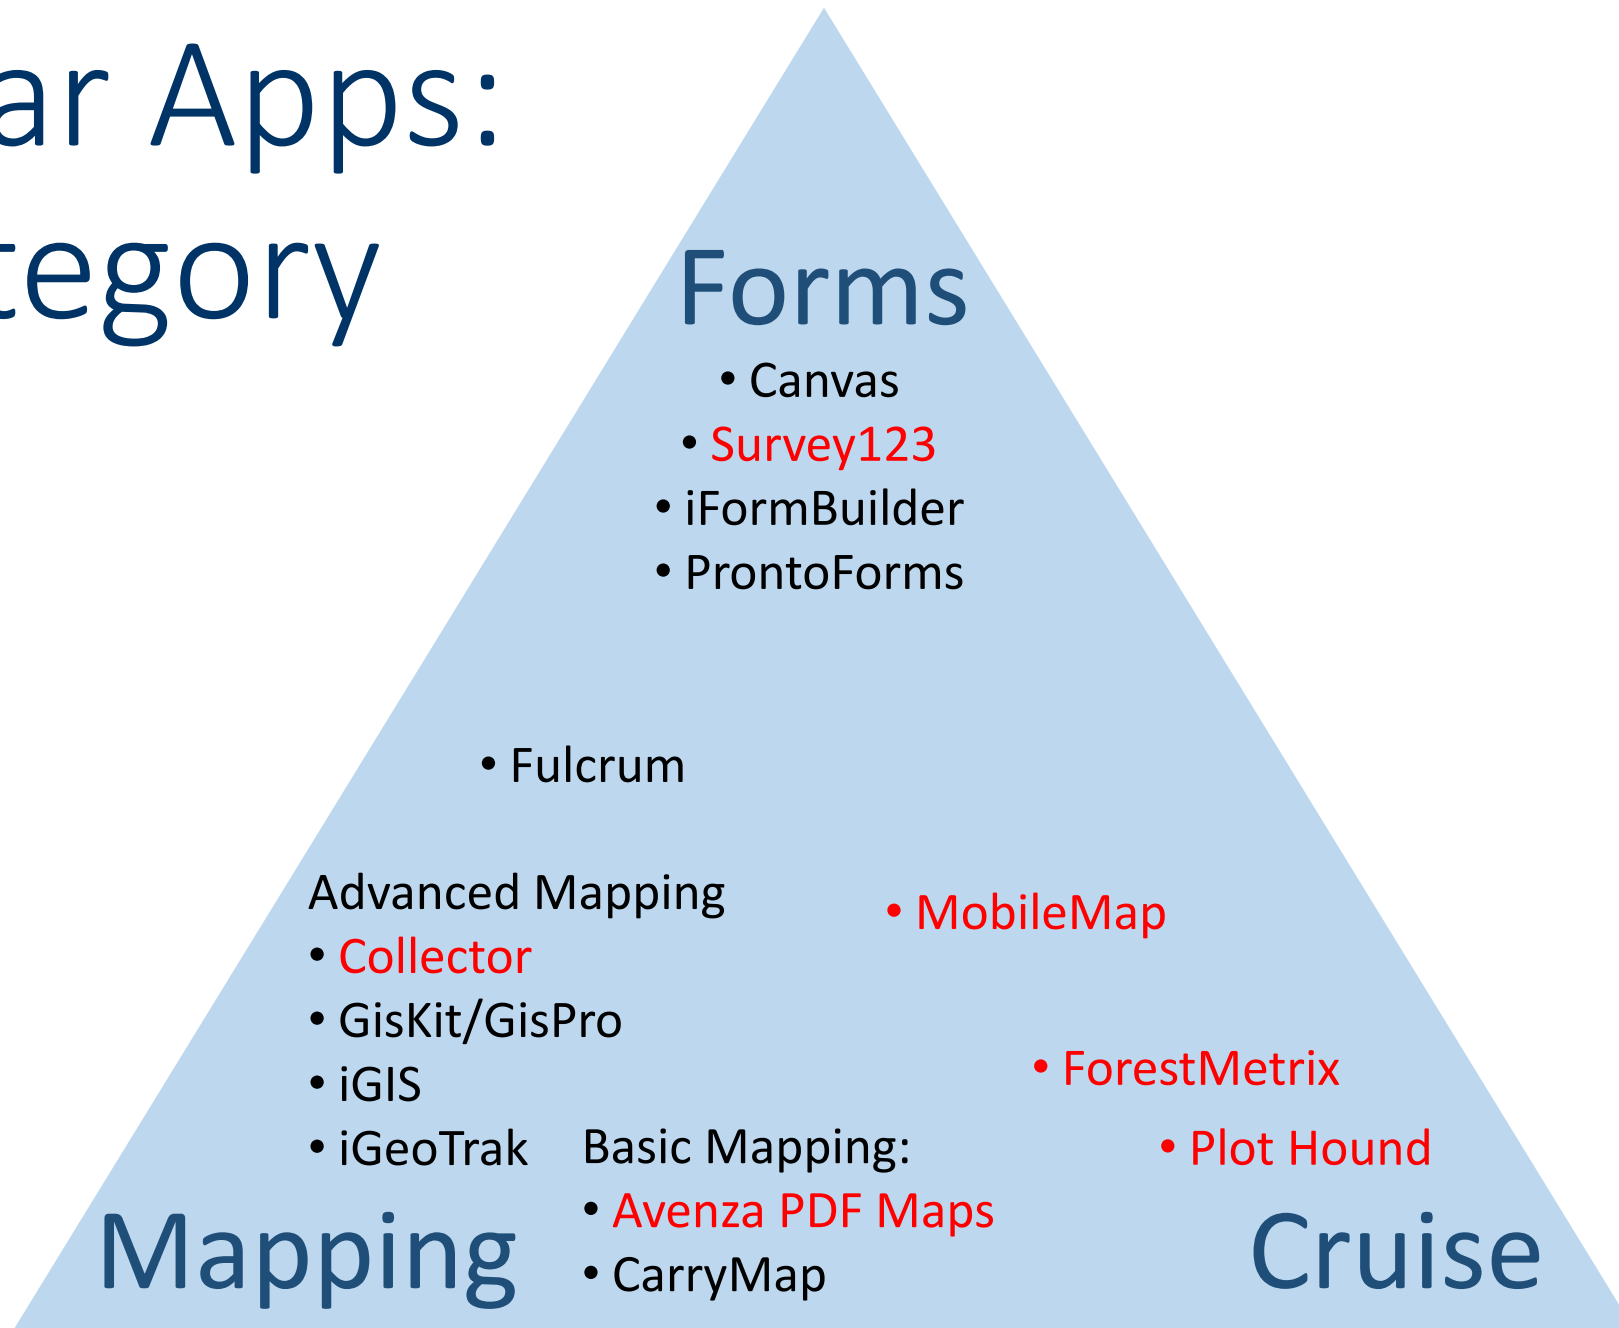 ar Apps:
tegory
Forms
• Canvas
• Survey123
• iFormBuilder
• ProntoForms
• Fulcrum
Advanced Mapping
• Collector
• GisKit/GisPro
• iGIS
• iGeoTrak
• MobileMap
• ForestMetrix
• Plot Hound
Basic Mapping:
• Avenza PDF Maps
• CarryMap
Mapping
Cruise